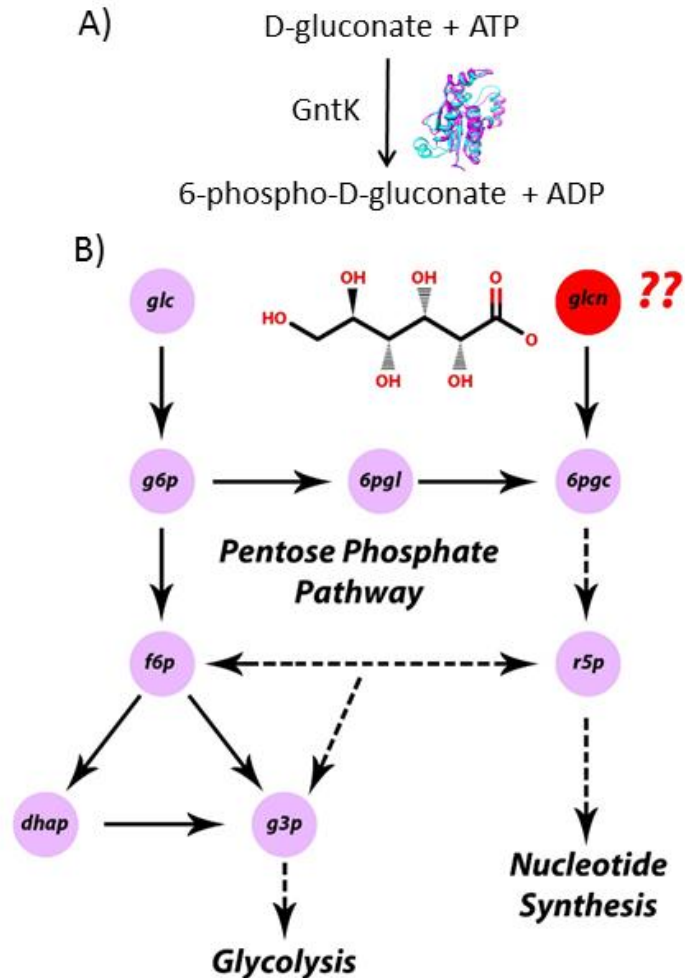 A)
D-gluconate + ATP
GntK
6-phospho-D-gluconate + ADP
B)
glc
OH
OH
O
HO
O
OH
OH
glcn
??
g6p
6pgl
6pgc
Pentose Phosphate
Pathway
f6p
r5p
dhap
g3p
Nucleotide
Synthesis
Glycolysis